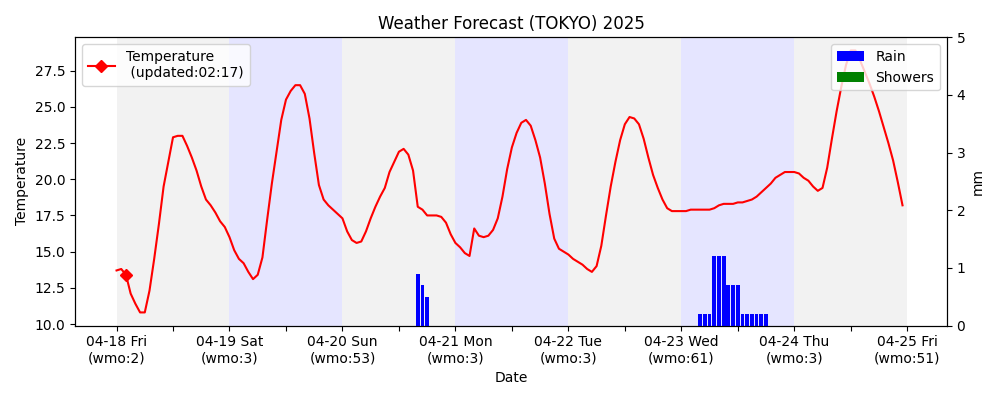 Weather Forecast (TOKYO) 2025
Temperature
(updated:02:17)
Rain
Showers
27.5
25.0
22.5
20.0
17.5
15.0
12.5
10.0
Temperature
5
4
3
2
1
0
mm
04-18 Fri
(wmo:2)
04-19 Sat
(wmo:3)
04-20 Sun
(wmo:53)
04-21 Mon
(wmo:3)
04-22 Tue
(wmo:3)
04-23 Wed
(wmo:61)
04-24 Thu
(wmo:3)
04-25 Fri
(wmo:51)
Date